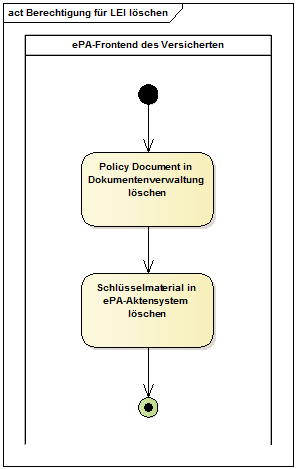 act Berechtigung für LEI löschen
ePA-Frontend des Versicherten
Policy Document in
Dokumentenverwaltung
löschen
Schlüsselmaterial in
ePA-Aktensystem
löschen